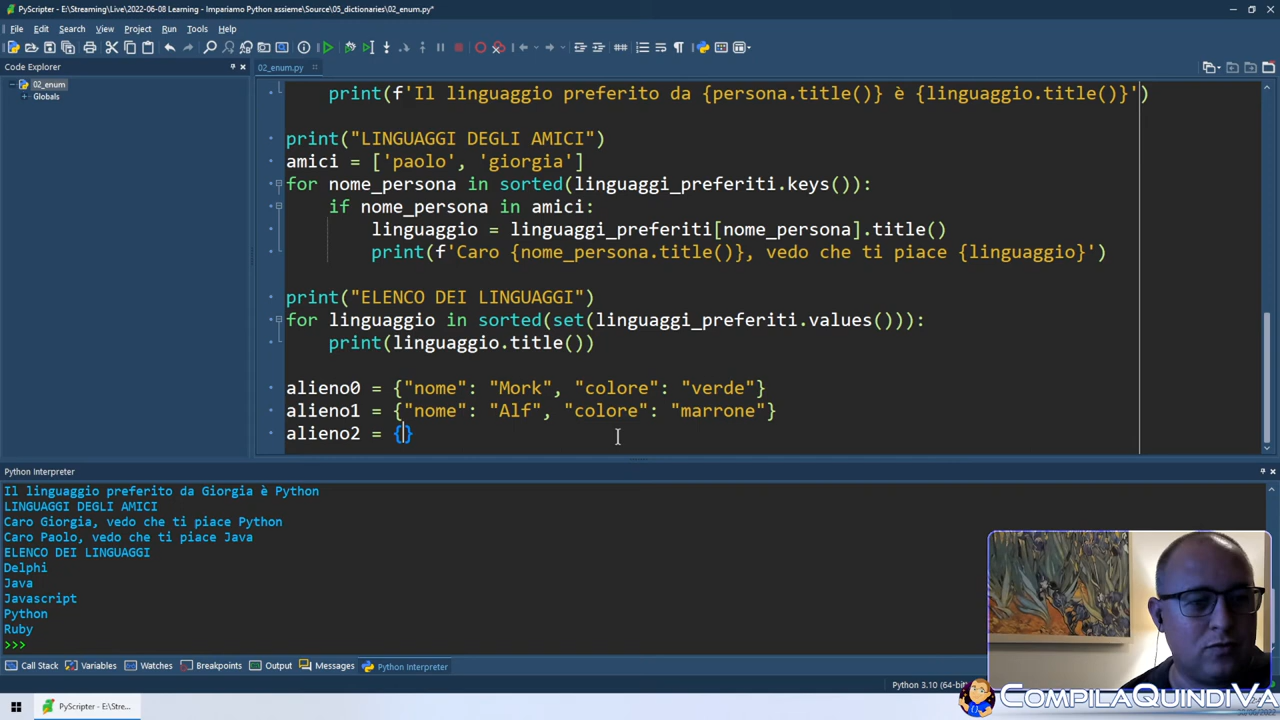 PyScripter - E:\Streaming\Live\2022-06-08 Learning - Impariamo Python assieme\Source\05_dictionaries\02_enum.py*
File Edit Search View Project Run Tools Help
Code Explorer
02_enum.py
02_enum
Globals
print(f'Il linguaggio preferito da {persona.title()} è {linguaggio.title()}')
print("LINGUAGGI DEGLI AMICI")
amici = ['paolo', 'giorgia']
for nome_persona in sorted(linguaggi_preferiti.keys()):
if nome_persona in amici:
linguaggio = linguaggi_preferiti[nome_persona].title()
print(f'Caro {nome_persona.title()}, vedo che ti piace {linguaggio}')
print("ELENCO DEI LINGUAGGI")
for linguaggio in sorted(set(linguaggi_preferiti.values())):
print(linguaggio.title())
alieno0 = {"nome": "Mork", "colore": "verde"}
alieno1 = {"nome": "Alf", "colore": "marrone"}
alieno2 = {}
Python Interpreter
Il linguaggio preferito da Giorgia è Python
LINGUAGGI DEGLI AMICI
Caro Giorgia, vedo che ti piace Python
Caro Paolo, vedo che ti piace Java
ELENCO DEI LINGUAGGI
Delphi
Java
Javascript
Python
Ruby
>>>
Call Stack Variables Watches Breakpoints Output Messages Python Interpreter
Python 3.10 (64-bit)
CompilaQuindiVa
PyScripter - E:\Stre...